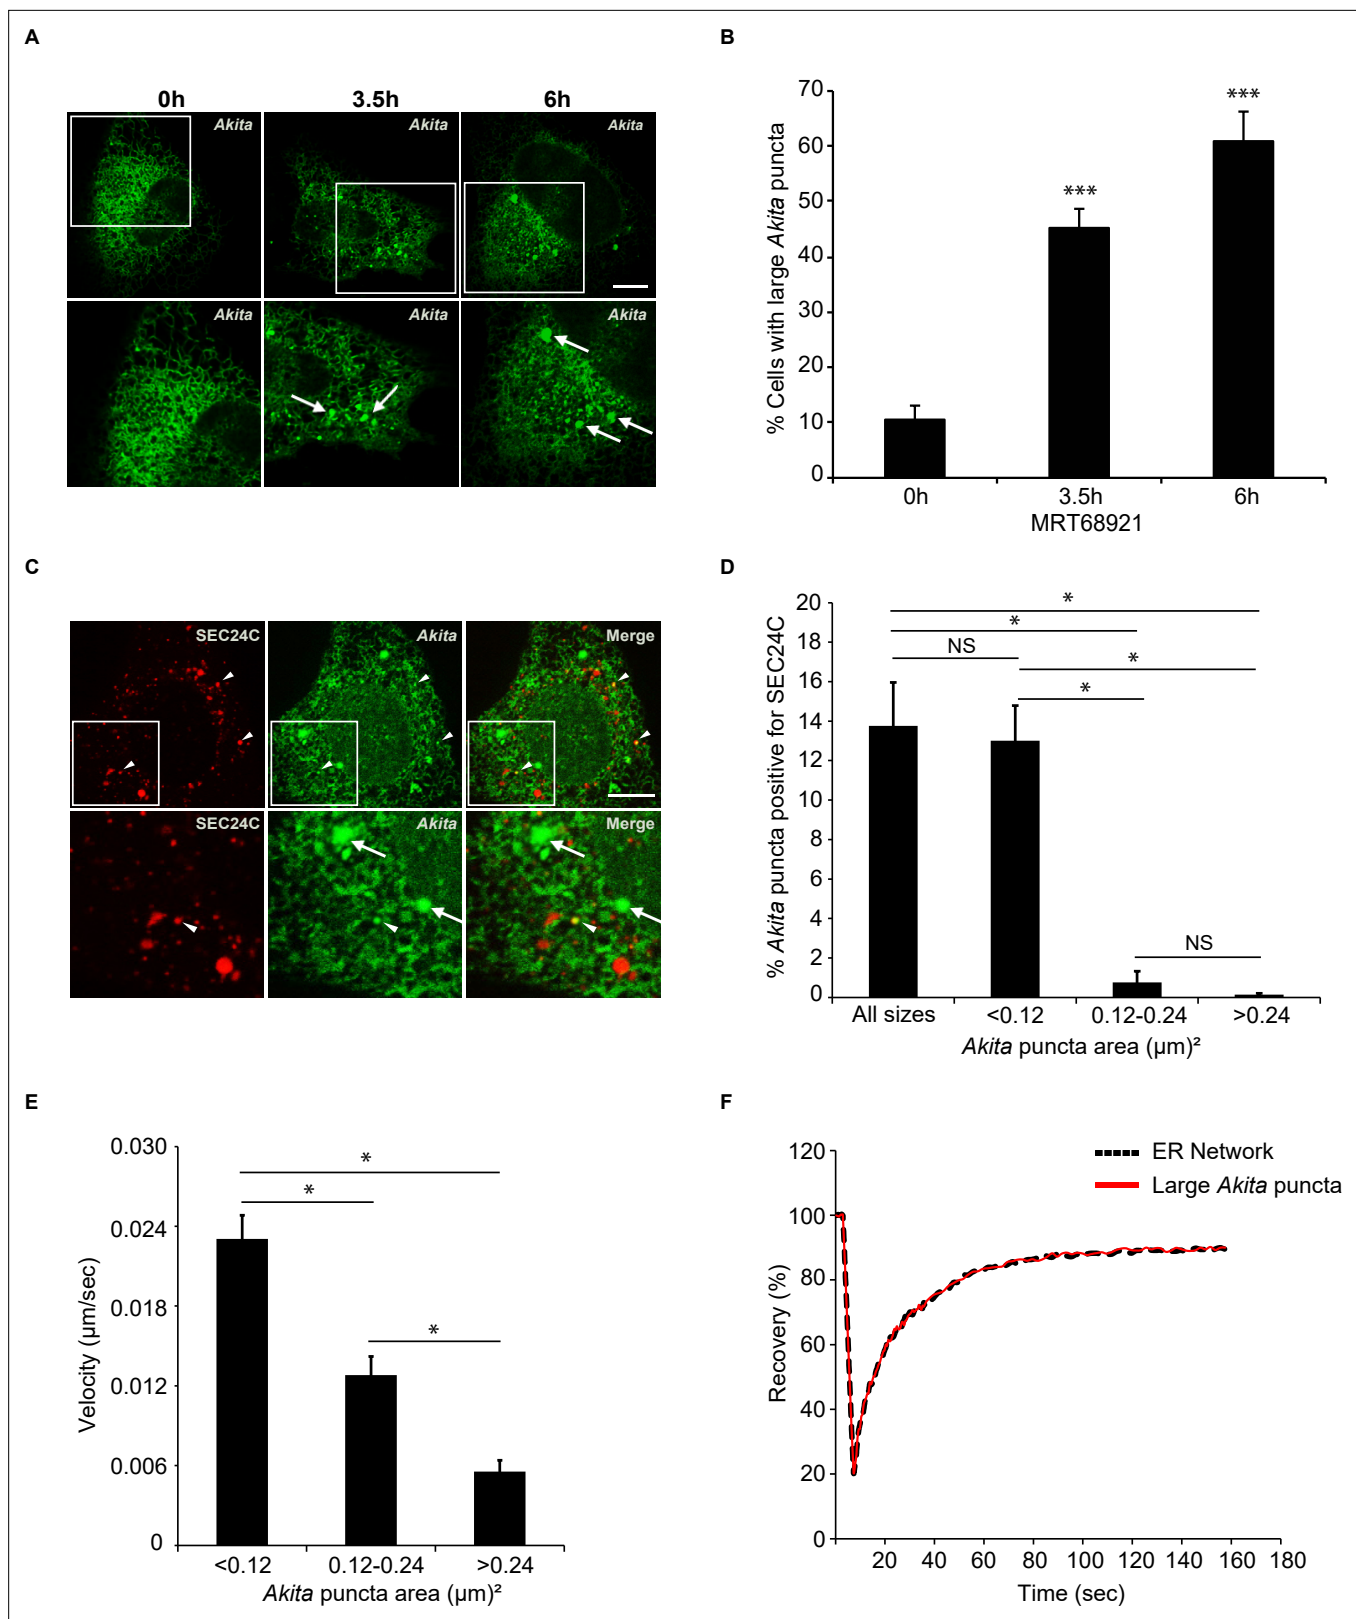 A
0h 3.5h 6h
Akita Akita Akita
Akita Akita Akita
B
70
60
50
40
30
20
10
0
% Cells with large Akita puncta
***
***
0h 3.5h 6h
MRT68921
C
SEC24C Akita Merge
SEC24C Akita Merge
D
20
18
16
14
12
10
8
6
4
2
0
% Akita puncta positive for SEC24C
*
*
NS
*
*
NS
All sizes <0.12 0.12-0.24 >0.24
Akita puncta area (µm)²
E
0.030
0.024
0.018
0.012
0.006
0
Velocity (µm/sec)
*
*
*
<0.12 0.12-0.24 >0.24
Akita puncta area (µm)²
F
ER Network
Large Akita puncta
120
100
80
60
40
20
0
Recovery (%)
20 40 60 80 100 120 140 160 180
Time (sec)